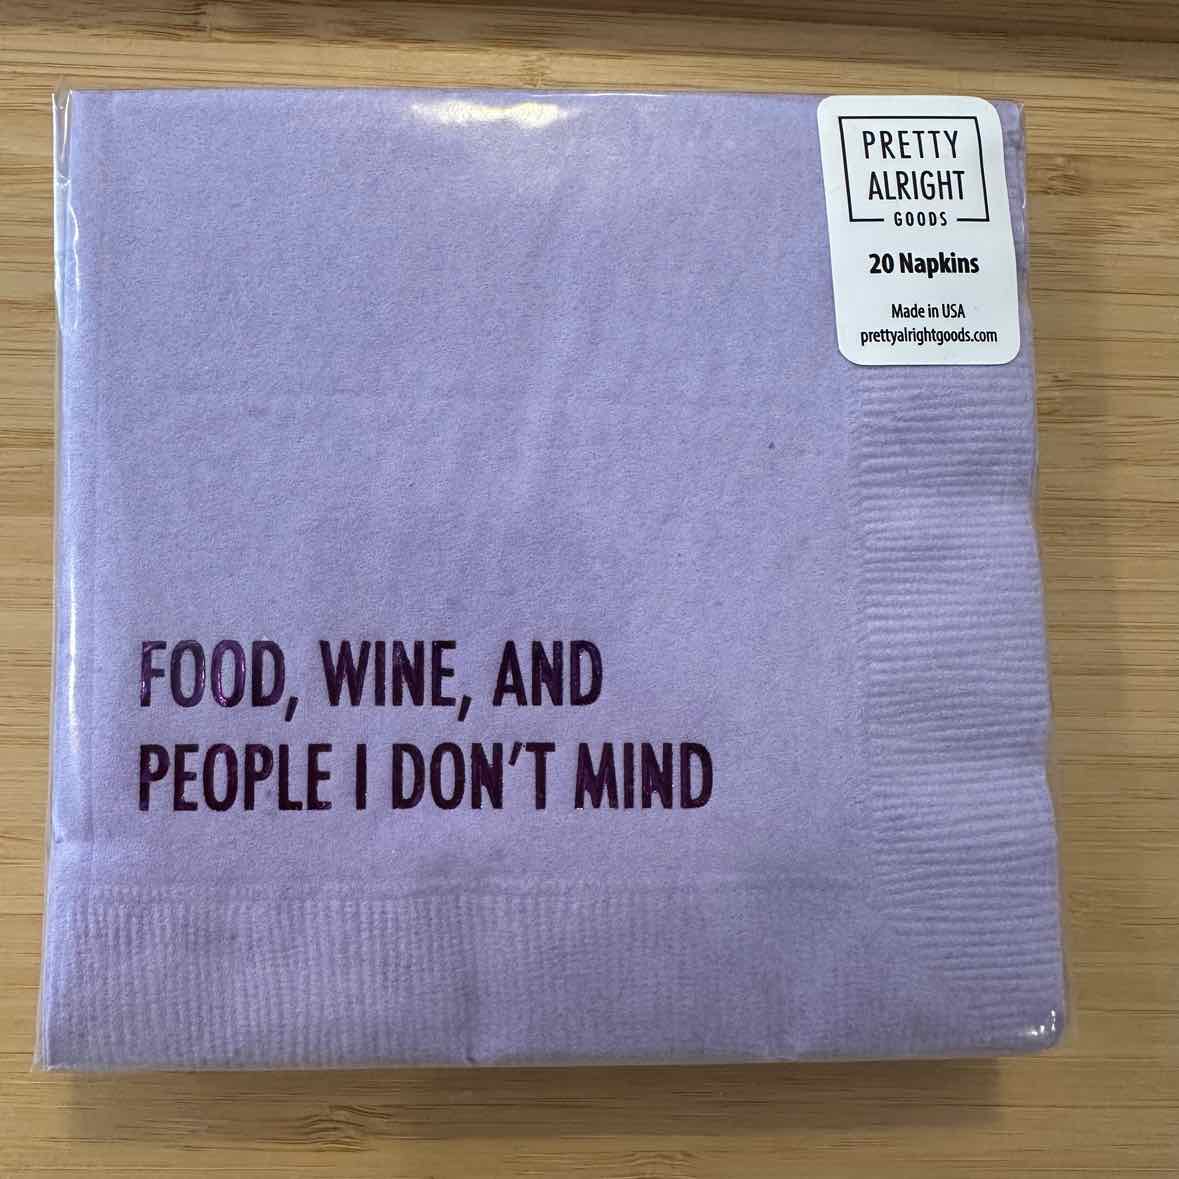 PRETTY
ALRIGHT
GOODS
20 Napkins
Made in USA
prettyalrightgoods.com
FOOD, WINE, AND
PEOPLE I DON'T MIND